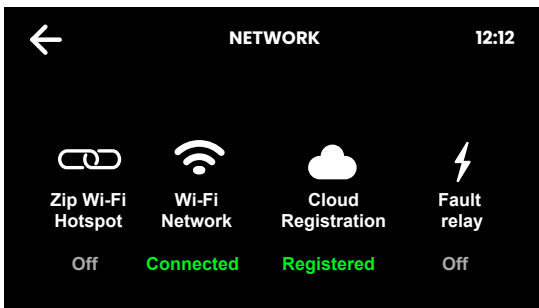 NETWORK 12:12
Zip Wi-Fi Hotspot
Wi-Fi Network
Cloud Registration
Fault relay
Off Connected Registered Off